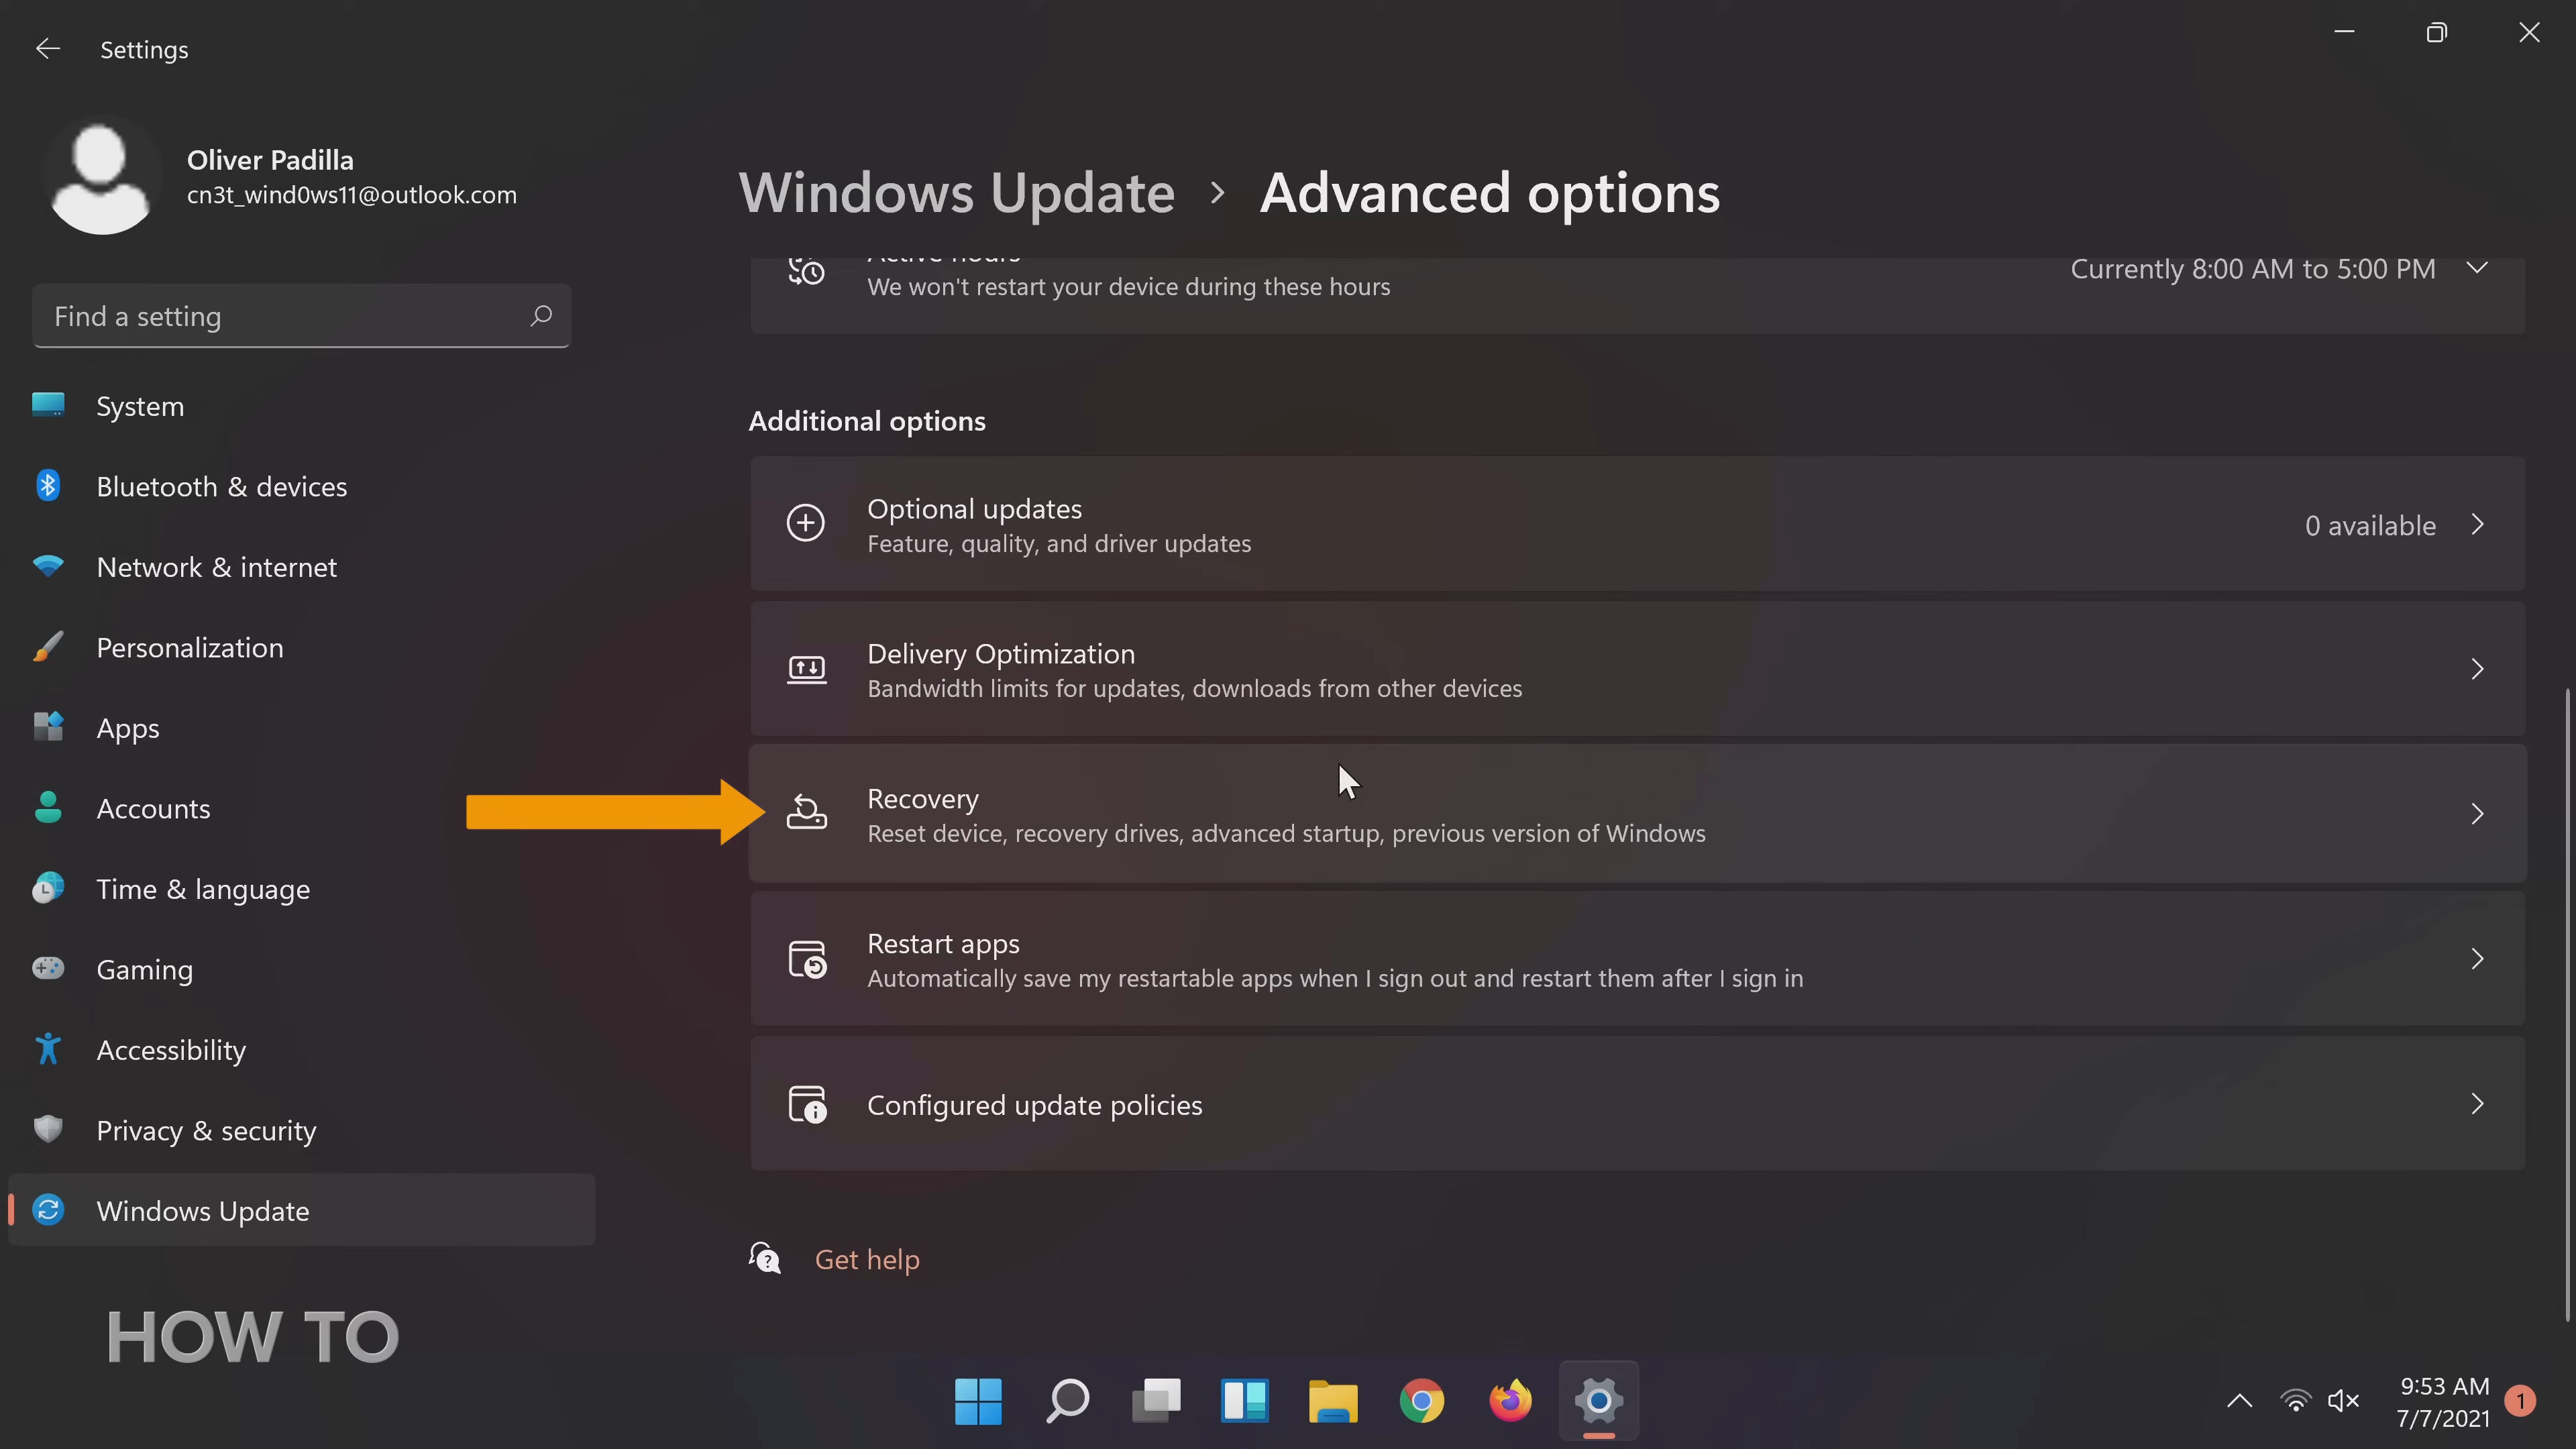 Settings
Oliver Padilla
cn3t_wind0ws11@outlook.com
Find a setting
System
Bluetooth & devices
Network & internet
Personalization
Apps
Accounts
Time & language
Gaming
Accessibility
Privacy & security
Windows Update
HOW TO
Windows Update > Advanced options
Active hours
We won't restart your device during these hours
Currently 8:00 AM to 5:00 PM
Additional options
Optional updates
Feature, quality, and driver updates
0 available
Delivery Optimization
Bandwidth limits for updates, downloads from other devices
Recovery
Reset device, recovery drives, advanced startup, previous version of Windows
Restart apps
Automatically save my restartable apps when I sign out and restart them after I sign in
Configured update policies
Get help
9:53 AM
7/7/2021
1